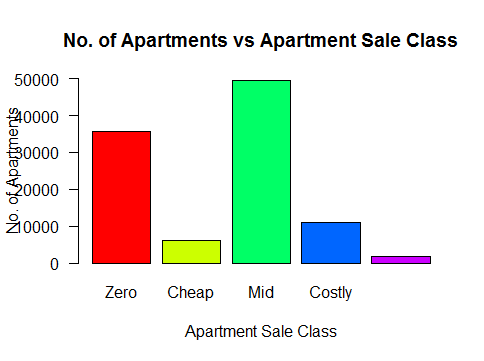 No. of Apartments vs Apartment Sale Class
No. of Apartments
50000
40000
30000
20000
10000
0
Zero Cheap Mid Costly
Apartment Sale Class